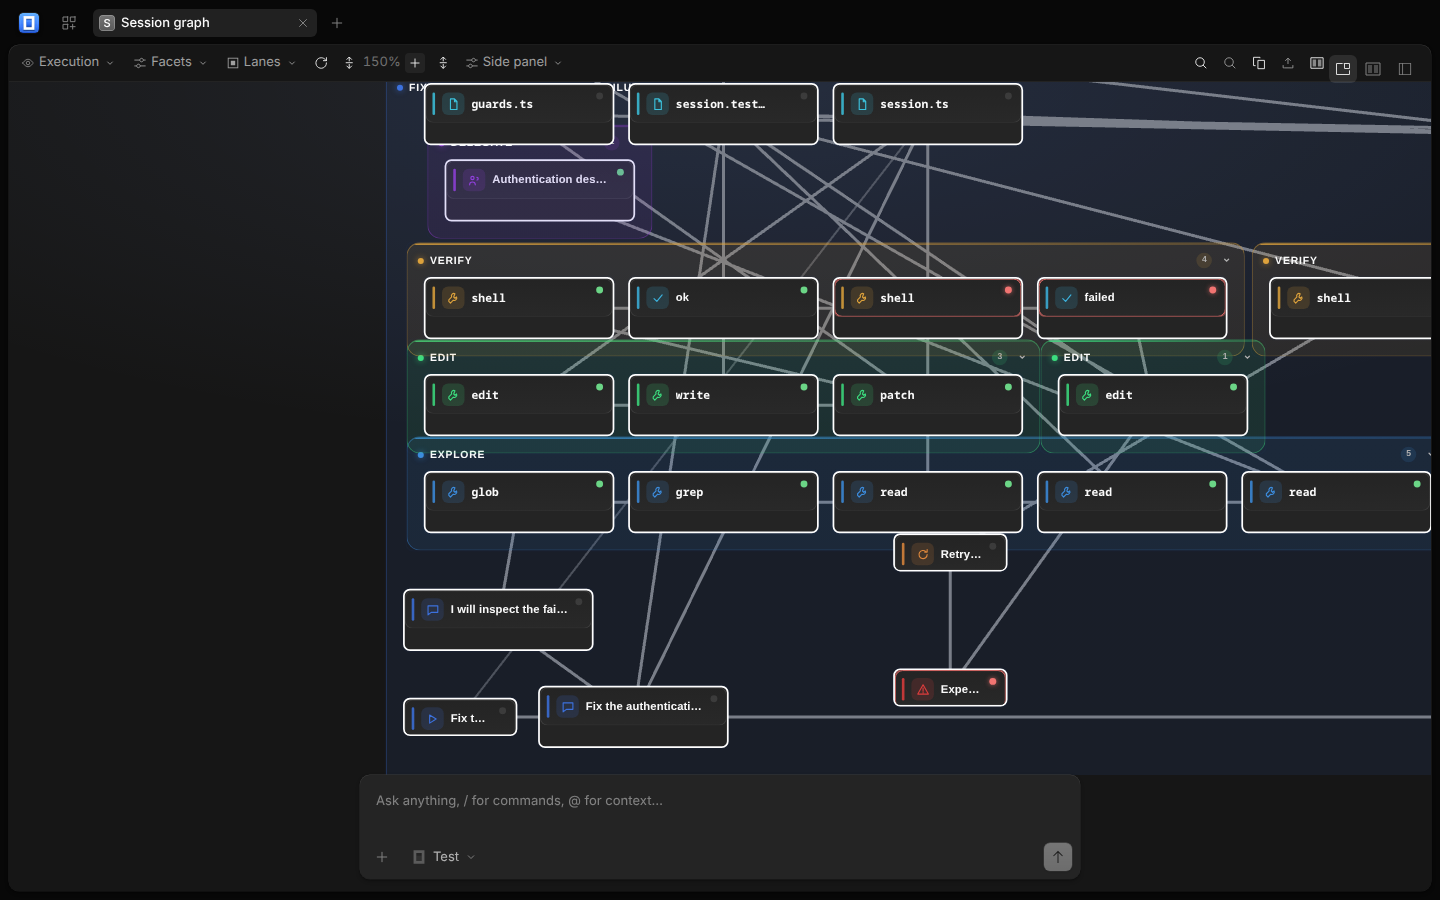 S Session graph
Execution Facets Lanes 150% Side panel
FIX
guards.ts session.test… session.ts
Authentication des…
VERIFY 4 VERIFY
shell ok shell failed shell
EDIT 3 EDIT 1
edit write patch edit
EXPLORE 5
glob grep read read read
Retry…
I will inspect the fai…
Expe…
Fix t… Fix the authenticati…
Ask anything, / for commands, @ for context...
Test